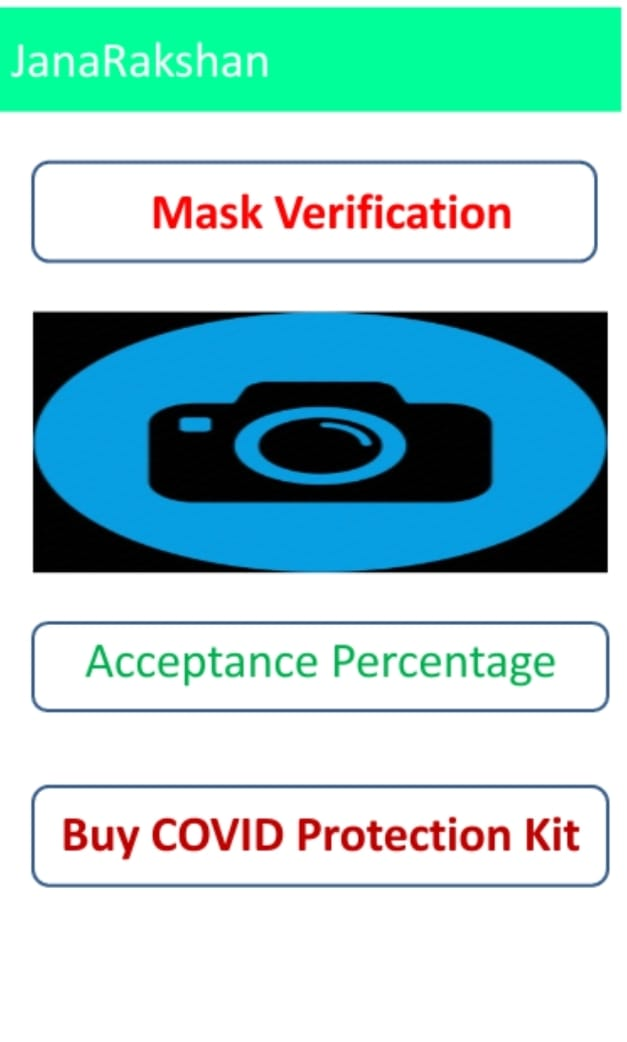 JanaRakshan
Mask Verification
Acceptance Percentage
Buy COVID Protection Kit